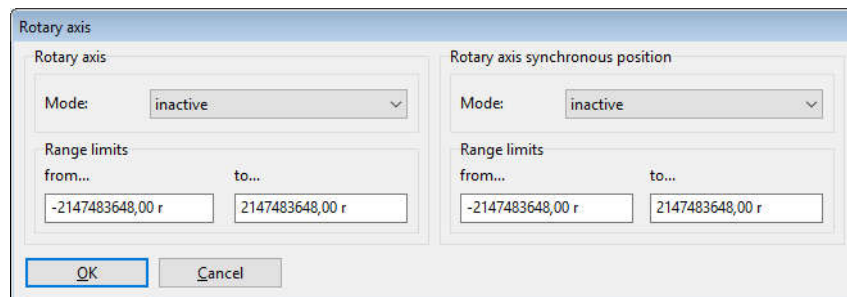 Rotary axis
Rotary axis
Mode:
inactive
Range limits
from...
to...
-2147483648,00 r
2147483648,00 r
Rotary axis synchronous position
Mode:
inactive
Range limits
from...
to...
-2147483648,00 r
2147483648,00 r
OK
Cancel